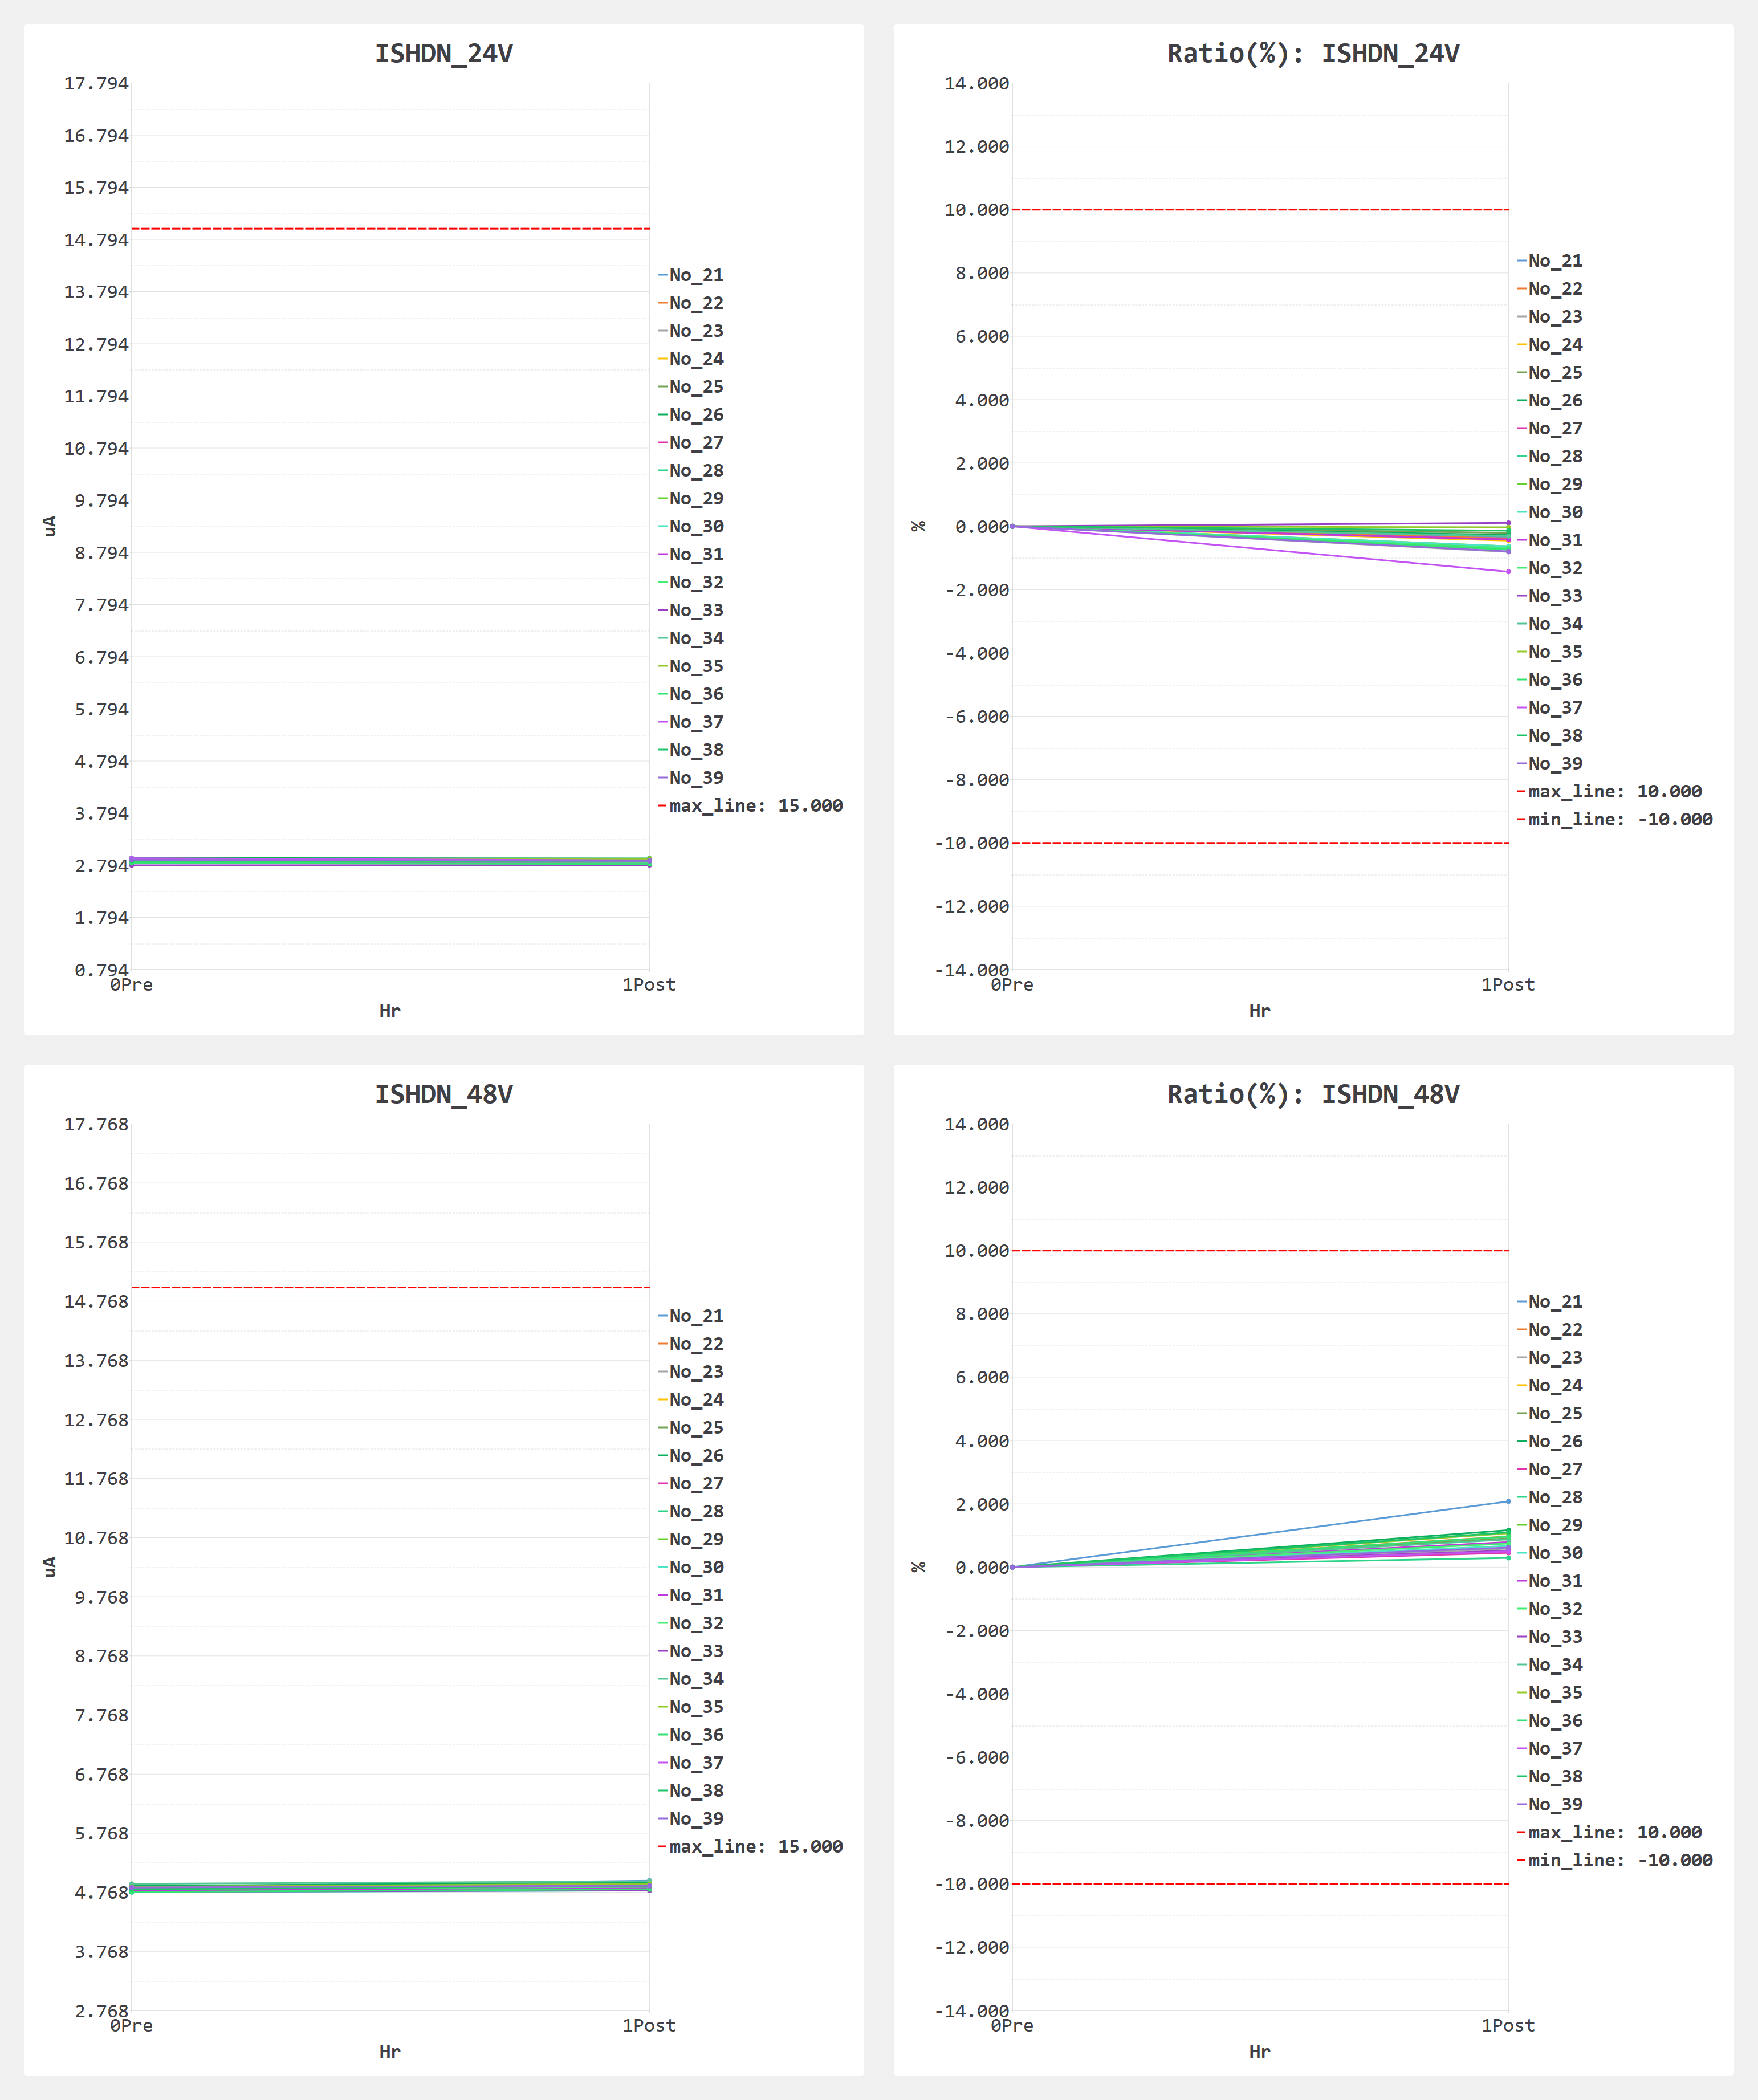 ISHDN_24V
17.794
16.794
15.794
14.794
13.794
12.794
11.794
10.794
9.794
8.794
7.794
6.794
5.794
4.794
3.794
2.794
1.794
0.794
uA
0Pre
1Post
Hr
No_21
No_22
No_23
No_24
No_25
No_26
No_27
No_28
No_29
No_30
No_31
No_32
No_33
No_34
No_35
No_36
No_37
No_38
No_39
max_line: 15.000
Ratio(%): ISHDN_24V
14.000
12.000
10.000
8.000
6.000
4.000
2.000
0.000
-2.000
-4.000
-6.000
-8.000
-10.000
-12.000
-14.000
%
0Pre
1Post
Hr
No_21
No_22
No_23
No_24
No_25
No_26
No_27
No_28
No_29
No_30
No_31
No_32
No_33
No_34
No_35
No_36
No_37
No_38
No_39
max_line: 10.000
min_line: -10.000
ISHDN_48V
17.768
16.768
15.768
14.768
13.768
12.768
11.768
10.768
9.768
8.768
7.768
6.768
5.768
4.768
3.768
2.768
uA
0Pre
1Post
Hr
No_21
No_22
No_23
No_24
No_25
No_26
No_27
No_28
No_29
No_30
No_31
No_32
No_33
No_34
No_35
No_36
No_37
No_38
No_39
max_line: 15.000
Ratio(%): ISHDN_48V
14.000
12.000
10.000
8.000
6.000
4.000
2.000
0.000
-2.000
-4.000
-6.000
-8.000
-10.000
-12.000
-14.000
%
0Pre
1Post
Hr
No_21
No_22
No_23
No_24
No_25
No_26
No_27
No_28
No_29
No_30
No_31
No_32
No_33
No_34
No_35
No_36
No_37
No_38
No_39
max_line: 10.000
min_line: -10.000